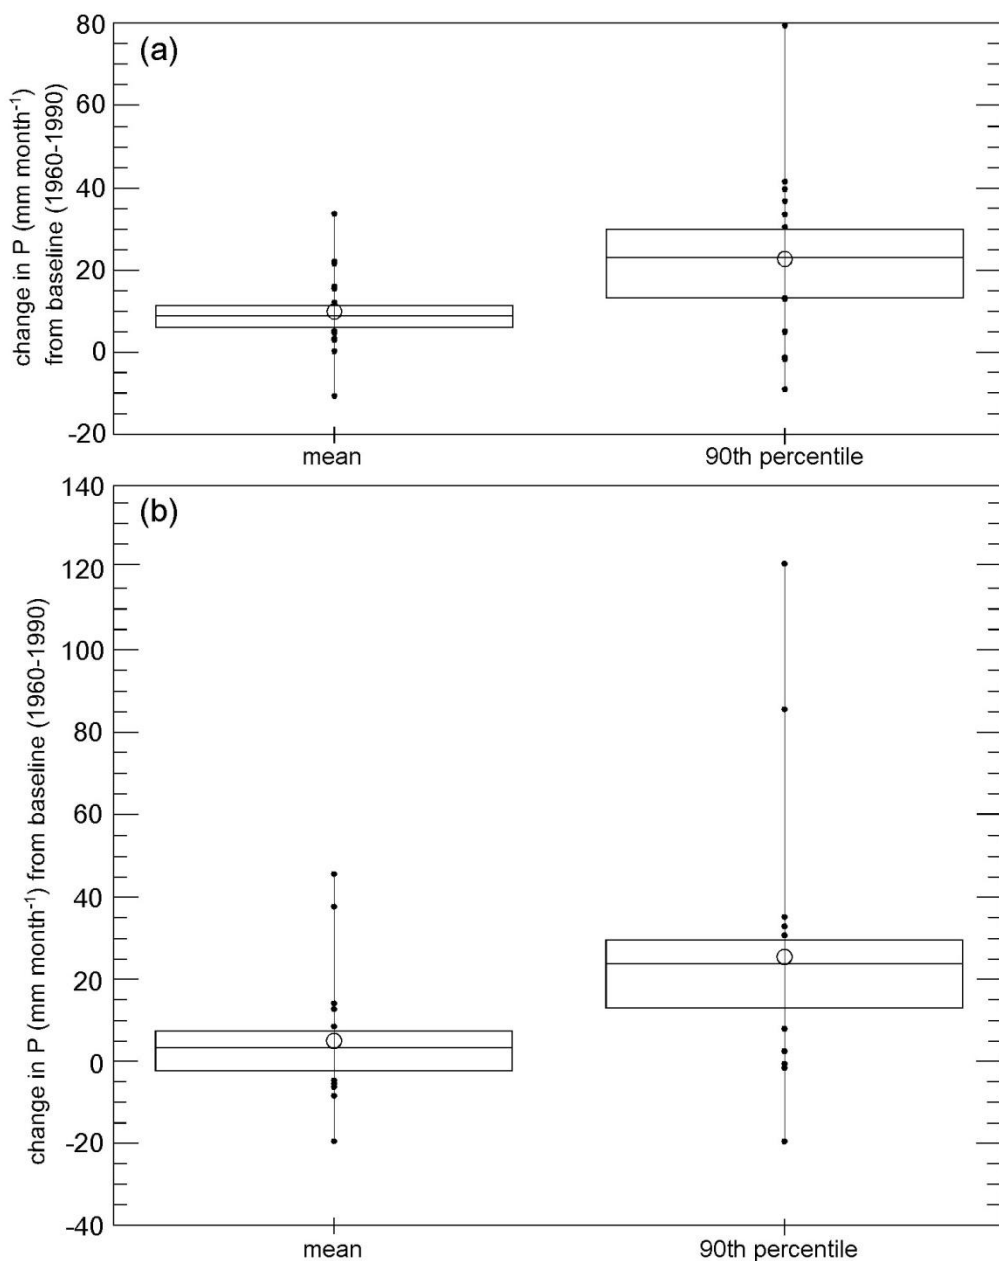 (a)
80
60
40
20
0
-20
change in P (mm month⁻¹)
from baseline (1960-1990)
mean
90th percentile
(b)
140
120
100
80
60
40
20
0
-20
-40
change in P (mm month⁻¹) from baseline (1960-1990)
mean
90th percentile